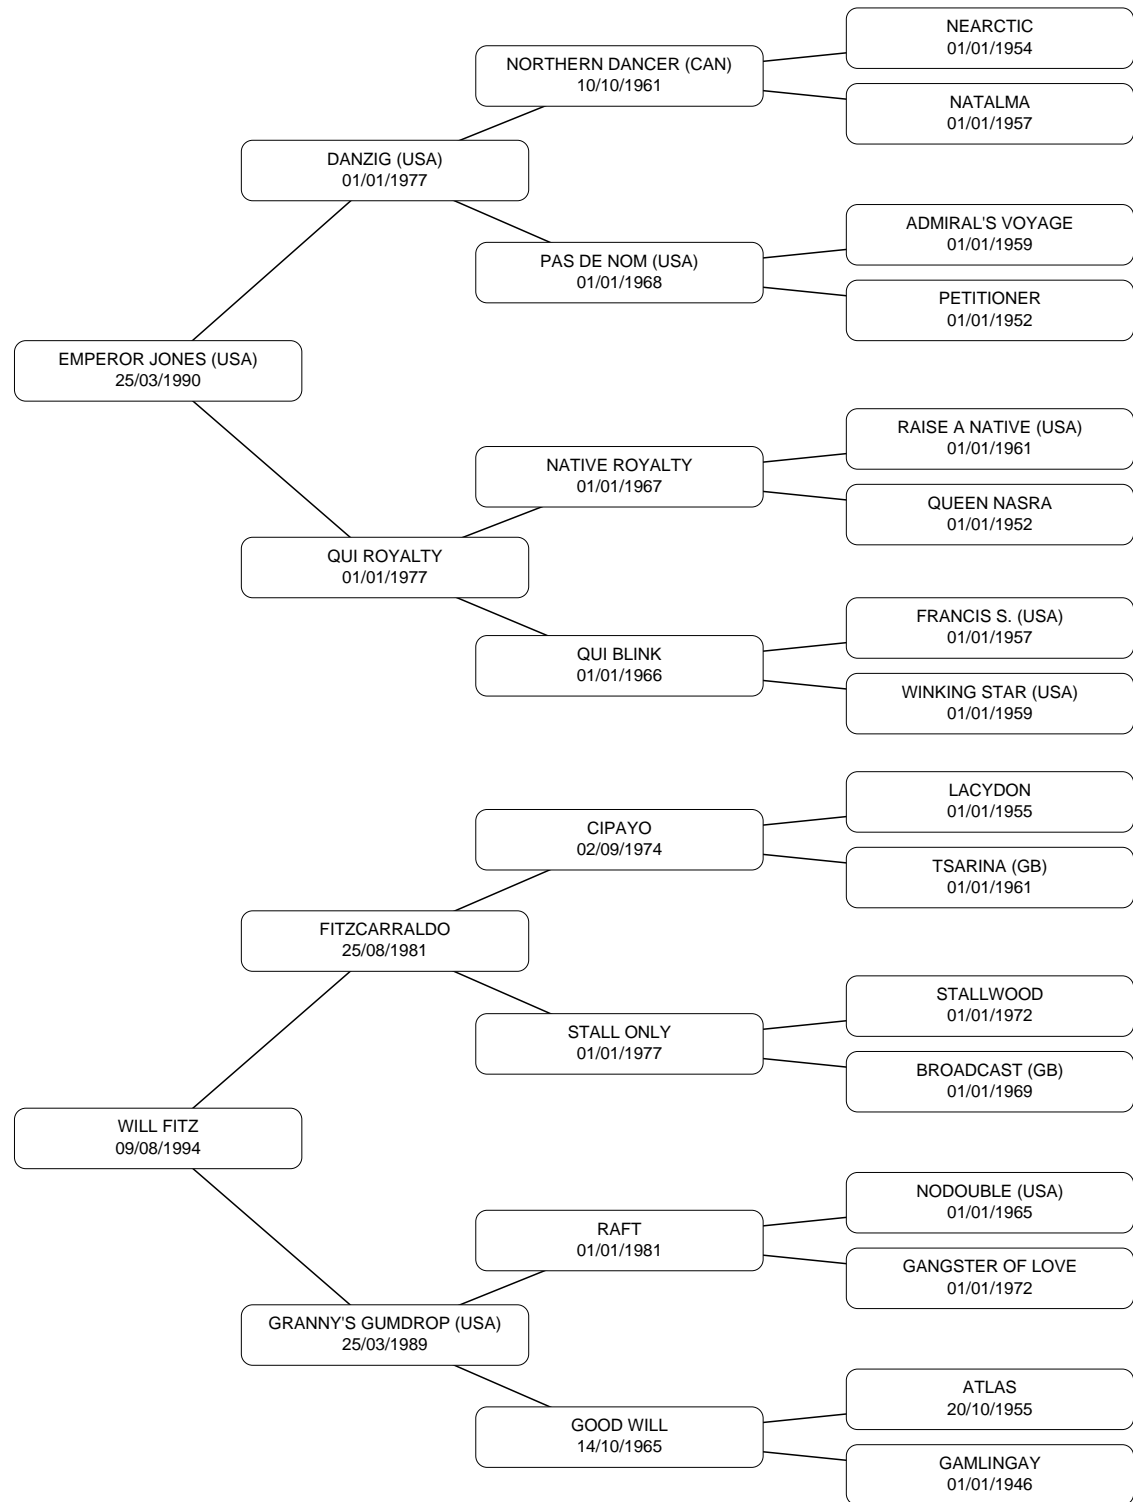 NEARCTIC
01/01/1954
NORTHERN DANCER (CAN)
10/10/1961
NATALMA
01/01/1957
DANZIG (USA)
01/01/1977
ADMIRAL'S VOYAGE
01/01/1959
PAS DE NOM (USA)
01/01/1968
PETITIONER
01/01/1952
EMPEROR JONES (USA)
25/03/1990
RAISE A NATIVE (USA)
01/01/1961
NATIVE ROYALTY
01/01/1967
QUEEN NASRA
01/01/1952
QUI ROYALTY
01/01/1977
FRANCIS S. (USA)
01/01/1957
QUI BLINK
01/01/1966
WINKING STAR (USA)
01/01/1959
LACYDON
01/01/1955
CIPAYO
02/09/1974
TSARINA (GB)
01/01/1961
FITZCARRALDO
25/08/1981
STALLWOOD
01/01/1972
STALL ONLY
01/01/1977
BROADCAST (GB)
01/01/1969
WILL FITZ
09/08/1994
NODOUBLE (USA)
01/01/1965
RAFT
01/01/1981
GANGSTER OF LOVE
01/01/1972
GRANNY'S GUMDROP (USA)
25/03/1989
ATLAS
20/10/1955
GOOD WILL
14/10/1965
GAMLINGAY
01/01/1946